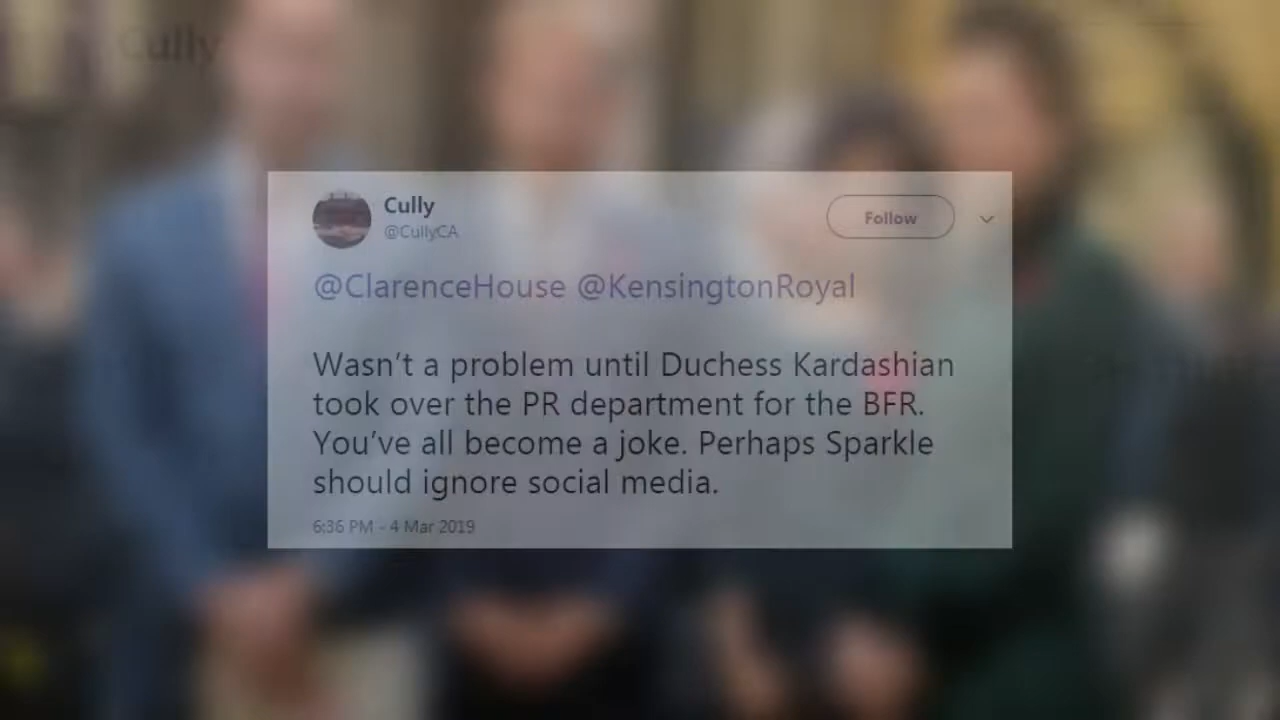 Cully
Cully
@CullyCA
Follow
@ClarenceHouse @KensingtonRoyal
Wasn't a problem until Duchess Kardashian
took over the PR department for the BFR.
You've all become a joke. Perhaps Sparkle
should ignore social media.
6:36 PM - 4 Mar 2019